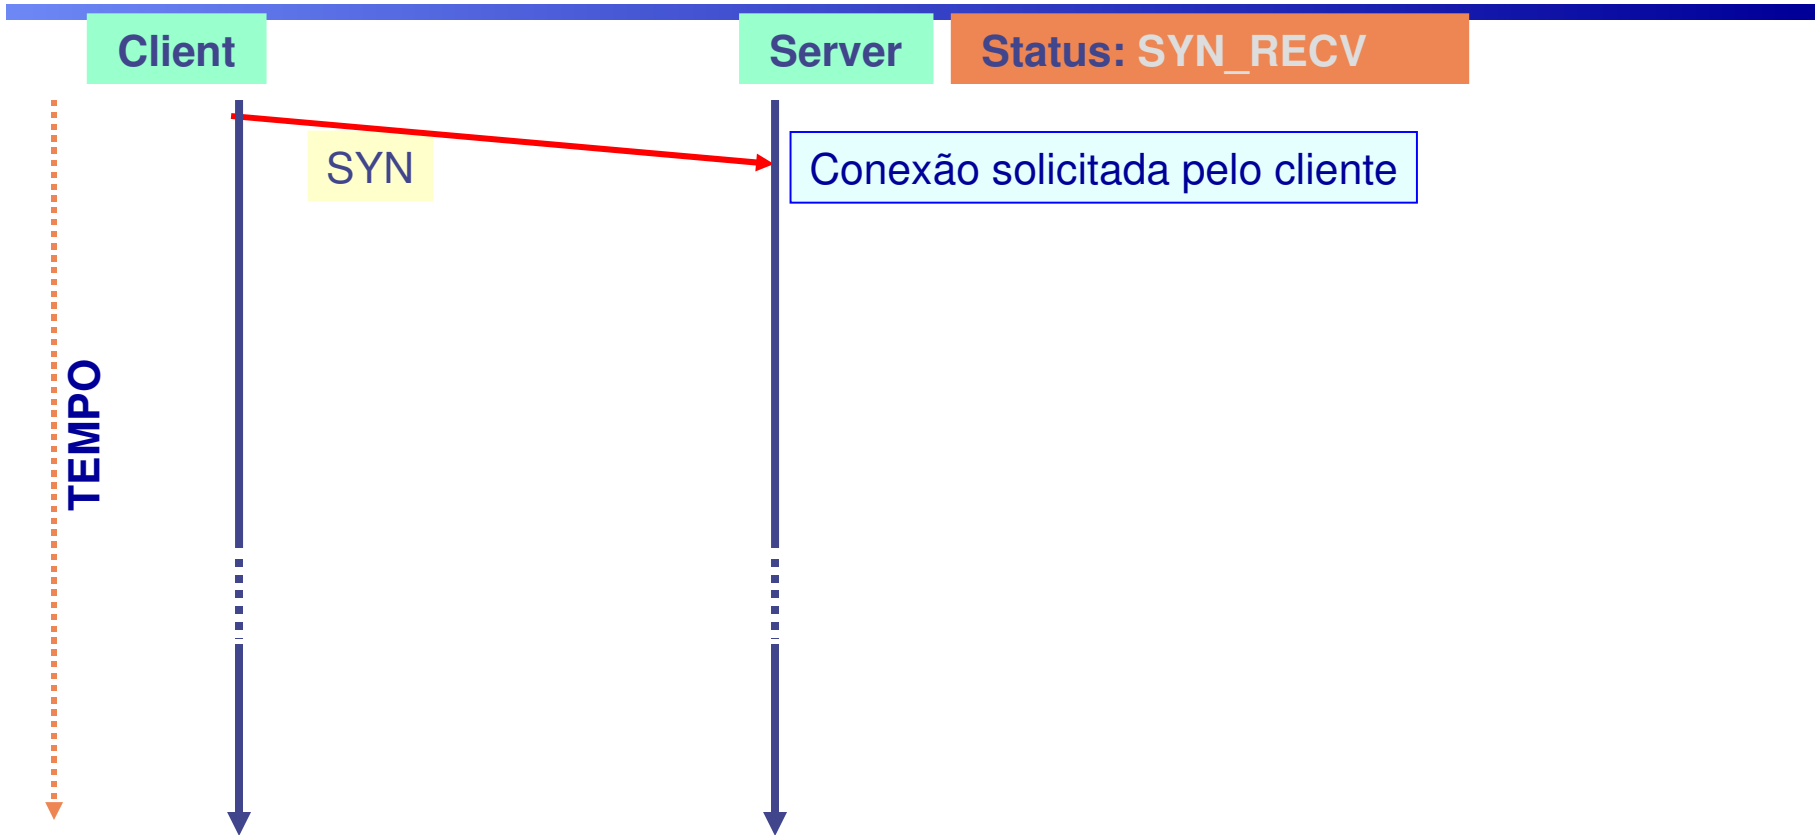 Client
Server
Status: SYN_RECV
SYN
Conexão solicitada pelo cliente
TEMPO